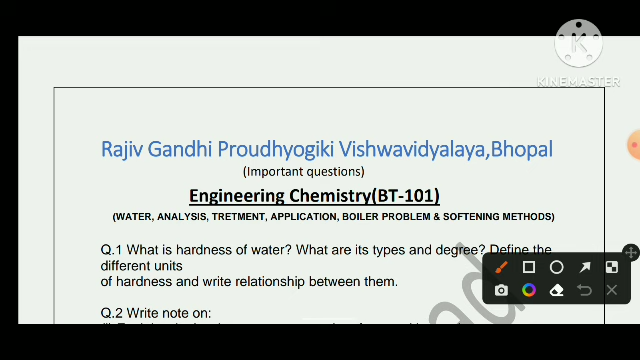 KINEMASTER
Rajiv Gandhi Proudhyogiki Vishwavidyalaya,Bhopal
(Important questions)
Engineering Chemistry(BT-101)
(WATER, ANALYSIS, TRETMENT, APPLICATION, BOILER PROBLEM & SOFTENING METHODS)
Q.1 What is hardness of water? What are its types and degree? Define the
different units
of hardness and write relationship between them.
Q.2 Write note on: